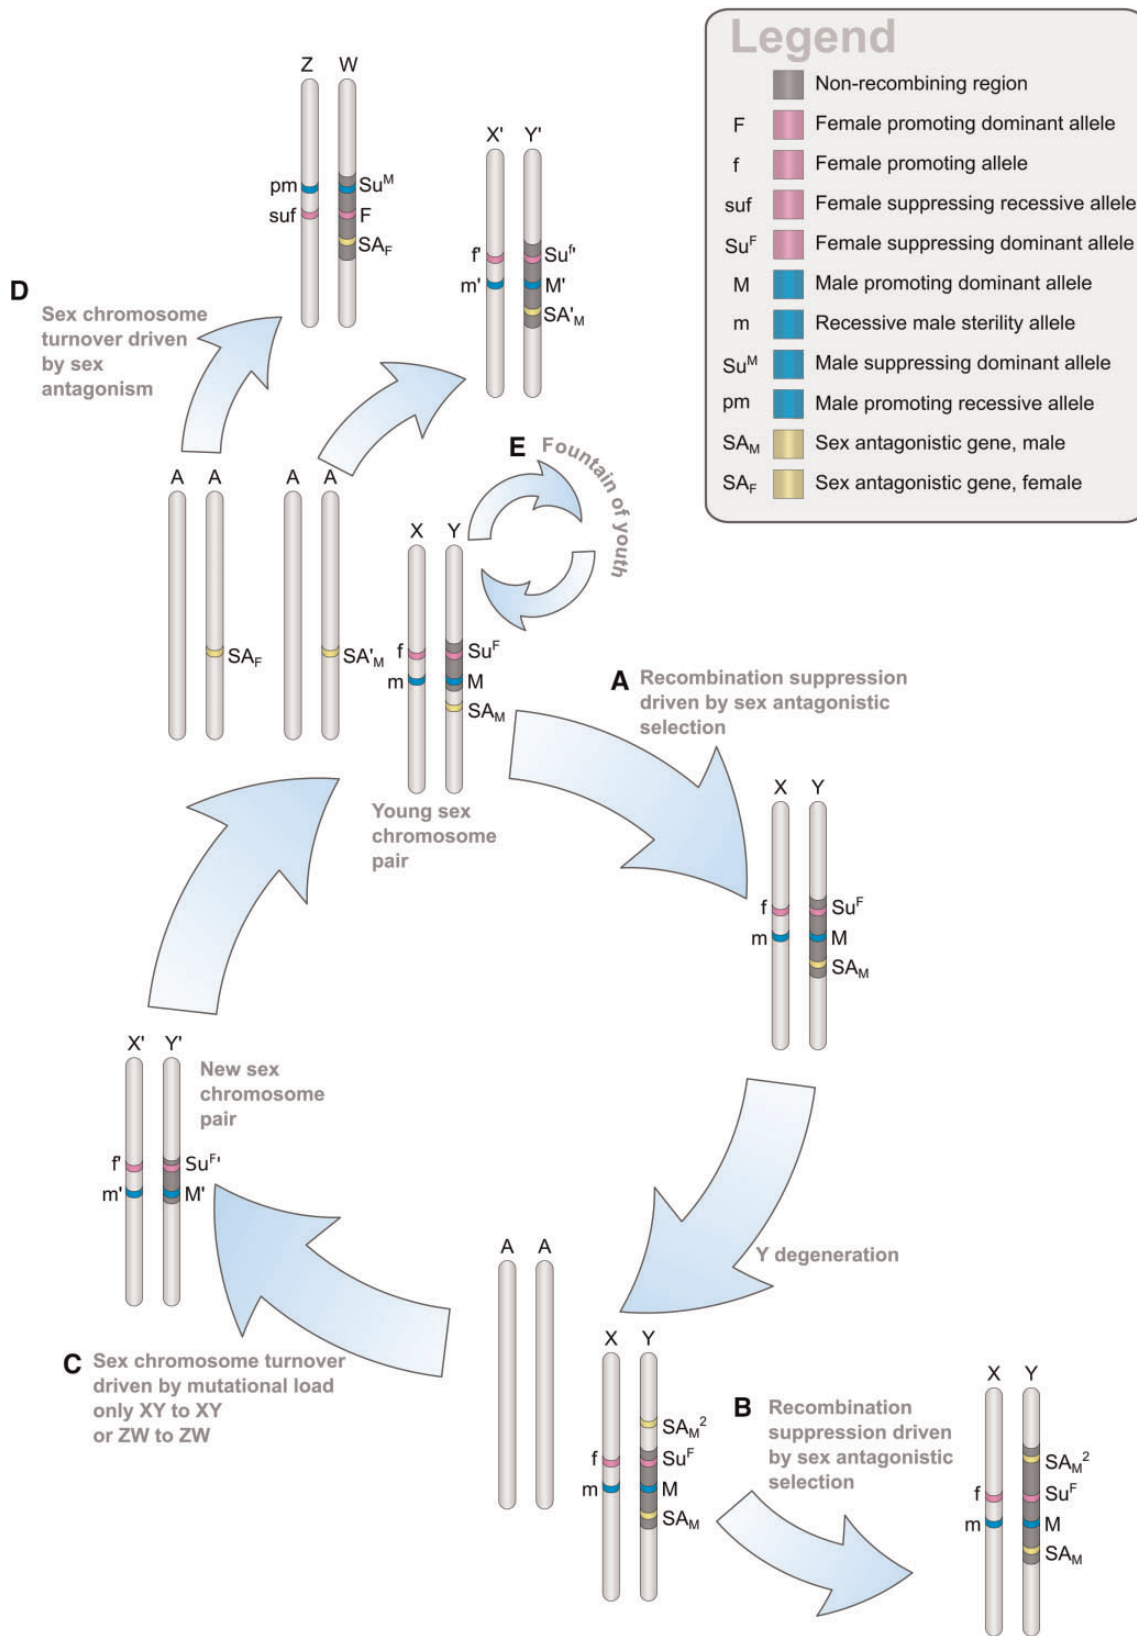 Legend
Non-recombining region
F Female promoting dominant allele
f Female promoting allele
suf Female suppressing recessive allele
Su^F Female suppressing dominant allele
M Male promoting dominant allele
m Recessive male sterility allele
Su^M Male suppressing dominant allele
pm Male promoting recessive allele
SA_M Sex antagonistic gene, male
SA_F Sex antagonistic gene, female
Z W
pm Su^M
suf F
SA_F
X' Y'
f' Su^f'
m' M'
SA'_M
D Sex chromosome
turnover driven
by sex
antagonism
A A
SA_F
A A
SA'_M
E Fountain of youth
X Y
f Su^F
m M
SA_M
Young sex
chromosome
pair
A Recombination suppression
driven by sex antagonistic
selection
X Y
f Su^F
m M
SA_M
Y degeneration
A A
X Y
SA_M^2
f Su^F
m M
SA_M
B Recombination
suppression driven
by sex antagonistic
selection
X Y
SA_M^2
f Su^F
m M
SA_M
C Sex chromosome turnover
driven by mutational load
only XY to XY
or ZW to ZW
X' Y'
New sex
chromosome
pair
f' Su^F'
m' M'